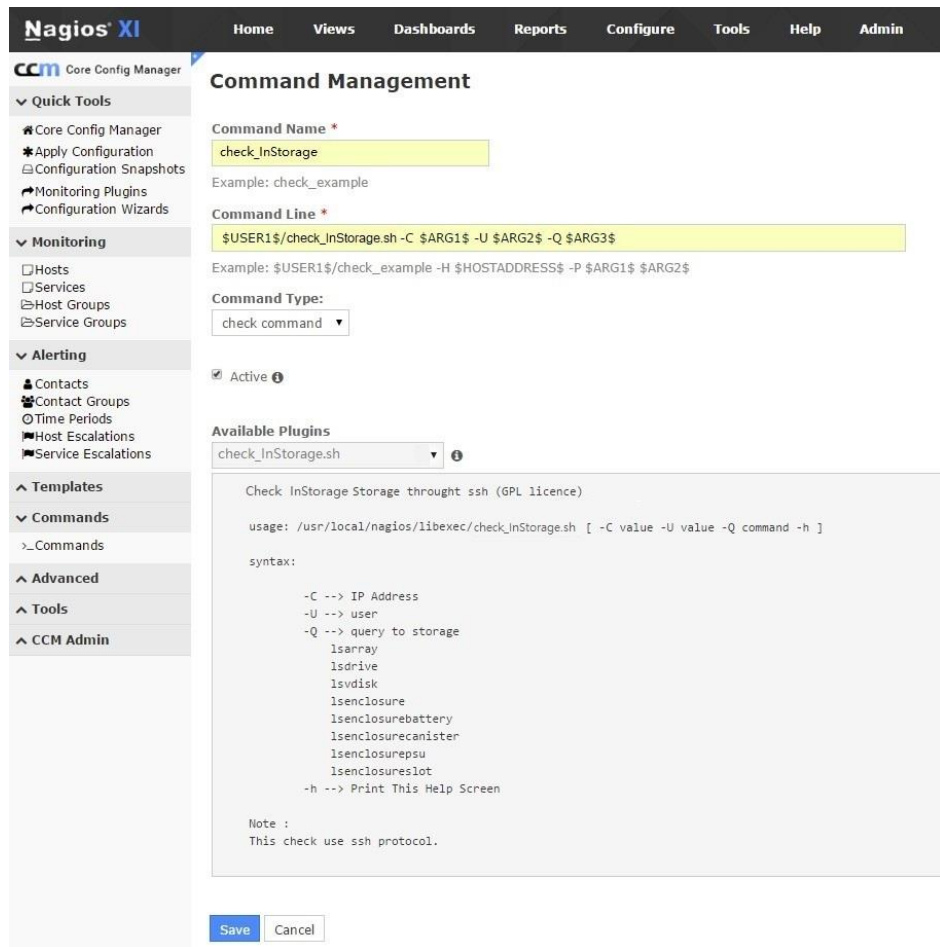 Nagios XI
Home Views Dashboards Reports Configure Tools Help Admin
ccm Core Config Manager
Quick Tools
Core Config Manager
Apply Configuration
Configuration Snapshots
Monitoring Plugins
Configuration Wizards
Monitoring
Hosts
Services
Host Groups
Service Groups
Alerting
Contacts
Contact Groups
Time Periods
Host Escalations
Service Escalations
Templates
Commands
>_Commands
Advanced
Tools
CCM Admin
Command Management
Command Name *
check_InStorage
Example: check_example
Command Line *
$USER1$/check_InStorage.sh -C $ARG1$ -U $ARG2$ -Q $ARG3$
Example: $USER1$/check_example -H $HOSTADDRESS$ -P $ARG1$ $ARG2$
Command Type:
check command
Active
Available Plugins
check_InStorage.sh
Check InStorage Storage throught ssh (GPL licence)
usage: /usr/local/nagios/libexec/check_InStorage.sh [ -C value -U value -Q command -h ]
syntax:
-C --> IP Address
-U --> user
-Q --> query to storage
lsarray
lsdrive
lsvdisk
lsenclosure
lsenclosurebattery
lsenclosurecanister
lsenclosurepsu
lsenclosureslot
-h --> Print This Help Screen
Note :
This check use ssh protocol.
Save Cancel